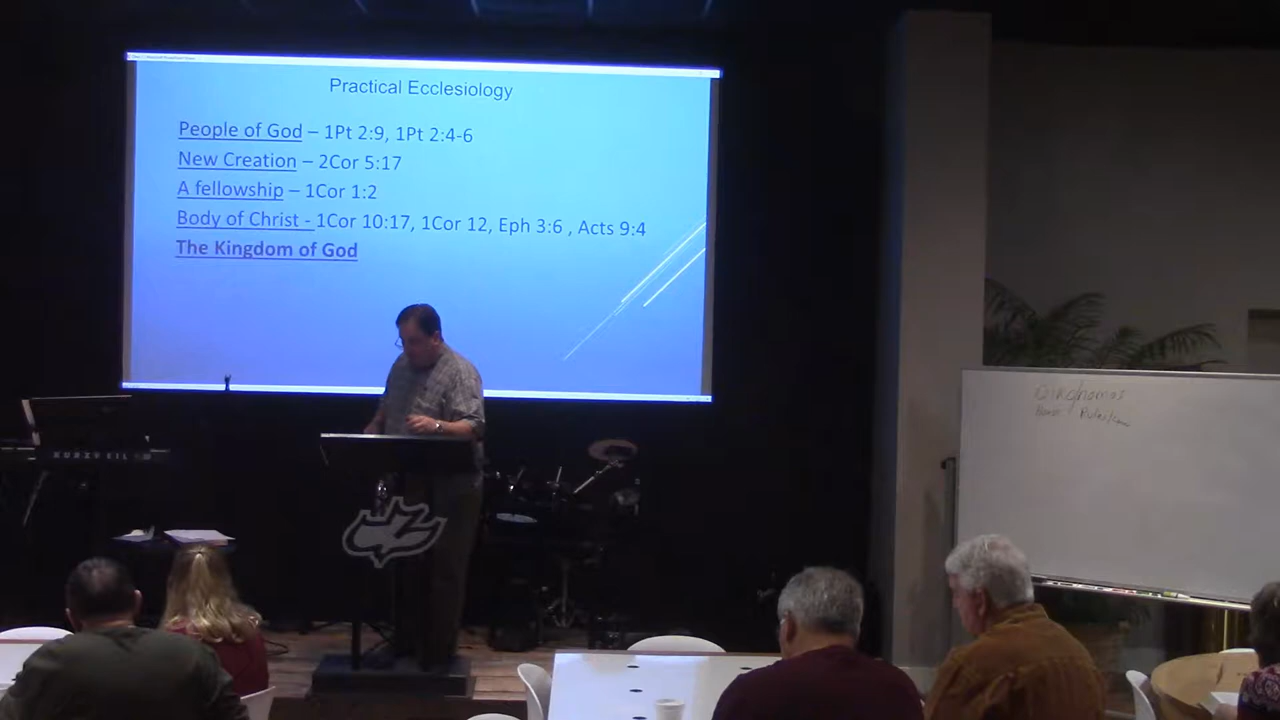 Practical Ecclesiology
People of God – 1Pt 2:9, 1Pt 2:4-6
New Creation – 2Cor 5:17
A fellowship – 1Cor 1:2
Body of Christ - 1Cor 10:17, 1Cor 12, Eph 3:6 , Acts 9:4
The Kingdom of God
KURZWEIL